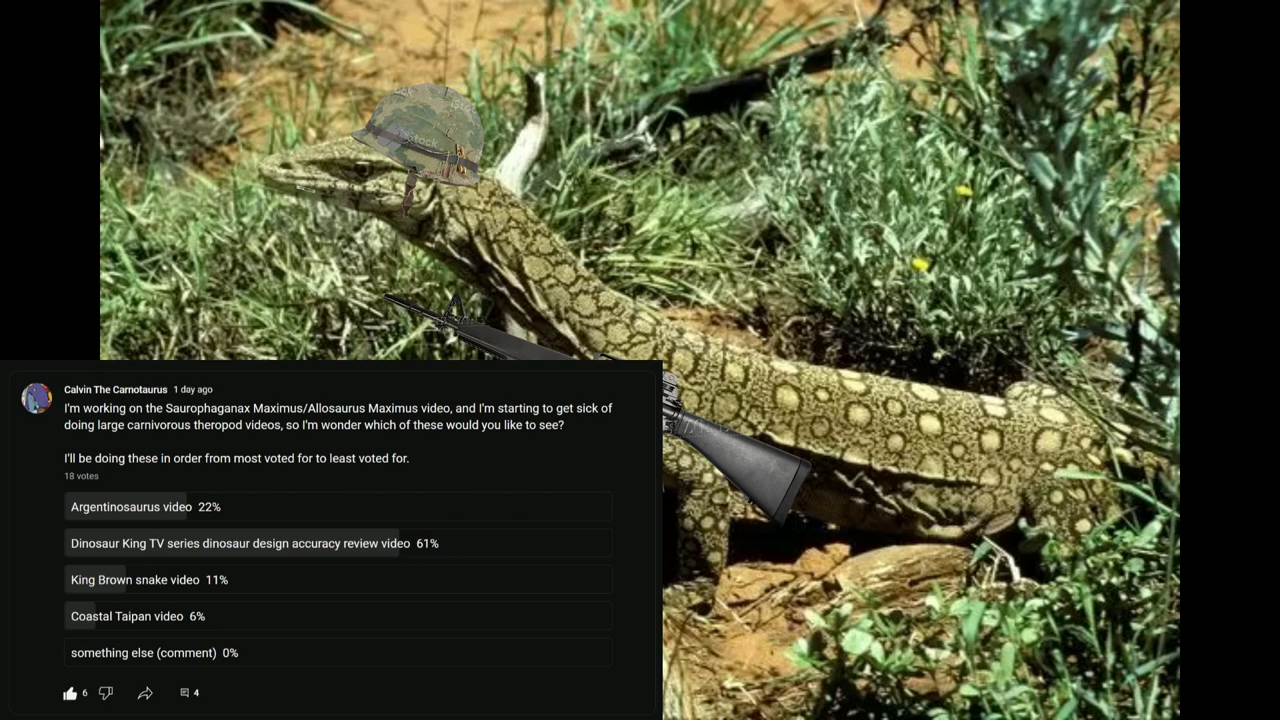 iStock
iStock
Calvin The Carnotaurus 1 day ago
I'm working on the Saurophaganax Maximus/Allosaurus Maximus video, and I'm starting to get sick of
doing large carnivorous theropod videos, so I'm wonder which of these would you like to see?
I'll be doing these in order from most voted for to least voted for.
18 votes
Argentinosaurus video 22%
Dinosaur King TV series dinosaur design accuracy review video 61%
King Brown snake video 11%
Coastal Taipan video 6%
something else (comment) 0%
6
4